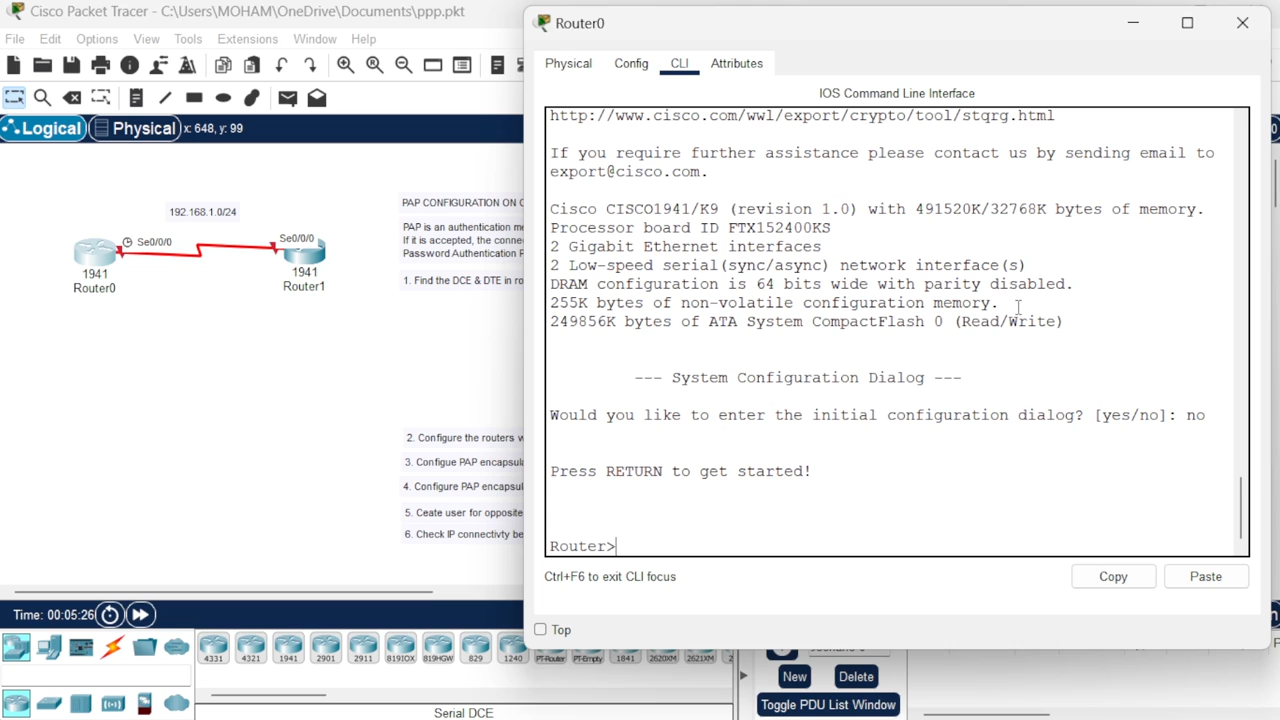 Cisco Packet Tracer - C:\Users\MOHAM\OneDrive\Documents\ppp.pkt
File Edit Options View Tools Extensions Window Help
Logical Physical x: 648, y: 99
192.168.1.0/24
Se0/0/0
Se0/0/0
1941
Router0
1941
Router1
PAP CONFIGURATION ON
PAP is an authentication
If it is accepted, the
Password Authentication
1. Find the DCE & DTE in
2. Configure the routers
3. Configue PAP
4. Configure PAP
5. Ceate user for opposite
6. Check IP connectivty
Router0
Physical Config CLI Attributes
IOS Command Line Interface
http://www.cisco.com/wwl/export/crypto/tool/stqrg.html
If you require further assistance please contact us by sending email to
export@cisco.com.
Cisco CISCO1941/K9 (revision 1.0) with 491520K/32768K bytes of memory.
Processor board ID FTX152400KS
2 Gigabit Ethernet interfaces
2 Low-speed serial(sync/async) network interface(s)
DRAM configuration is 64 bits wide with parity disabled.
255K bytes of non-volatile configuration memory.
249856K bytes of ATA System CompactFlash 0 (Read/Write)
--- System Configuration Dialog ---
Would you like to enter the initial configuration dialog? [yes/no]: no
Press RETURN to get started!
Router>
Ctrl+F6 to exit CLI focus
Copy Paste
Top
Time: 00:05:26
4331 4321 1941 2901 2911 819IOX 819HGW 829 1240 PT-Router PT-Empty 1841 2620XM 2621XM
Serial DCE
New Delete
Toggle PDU List Window